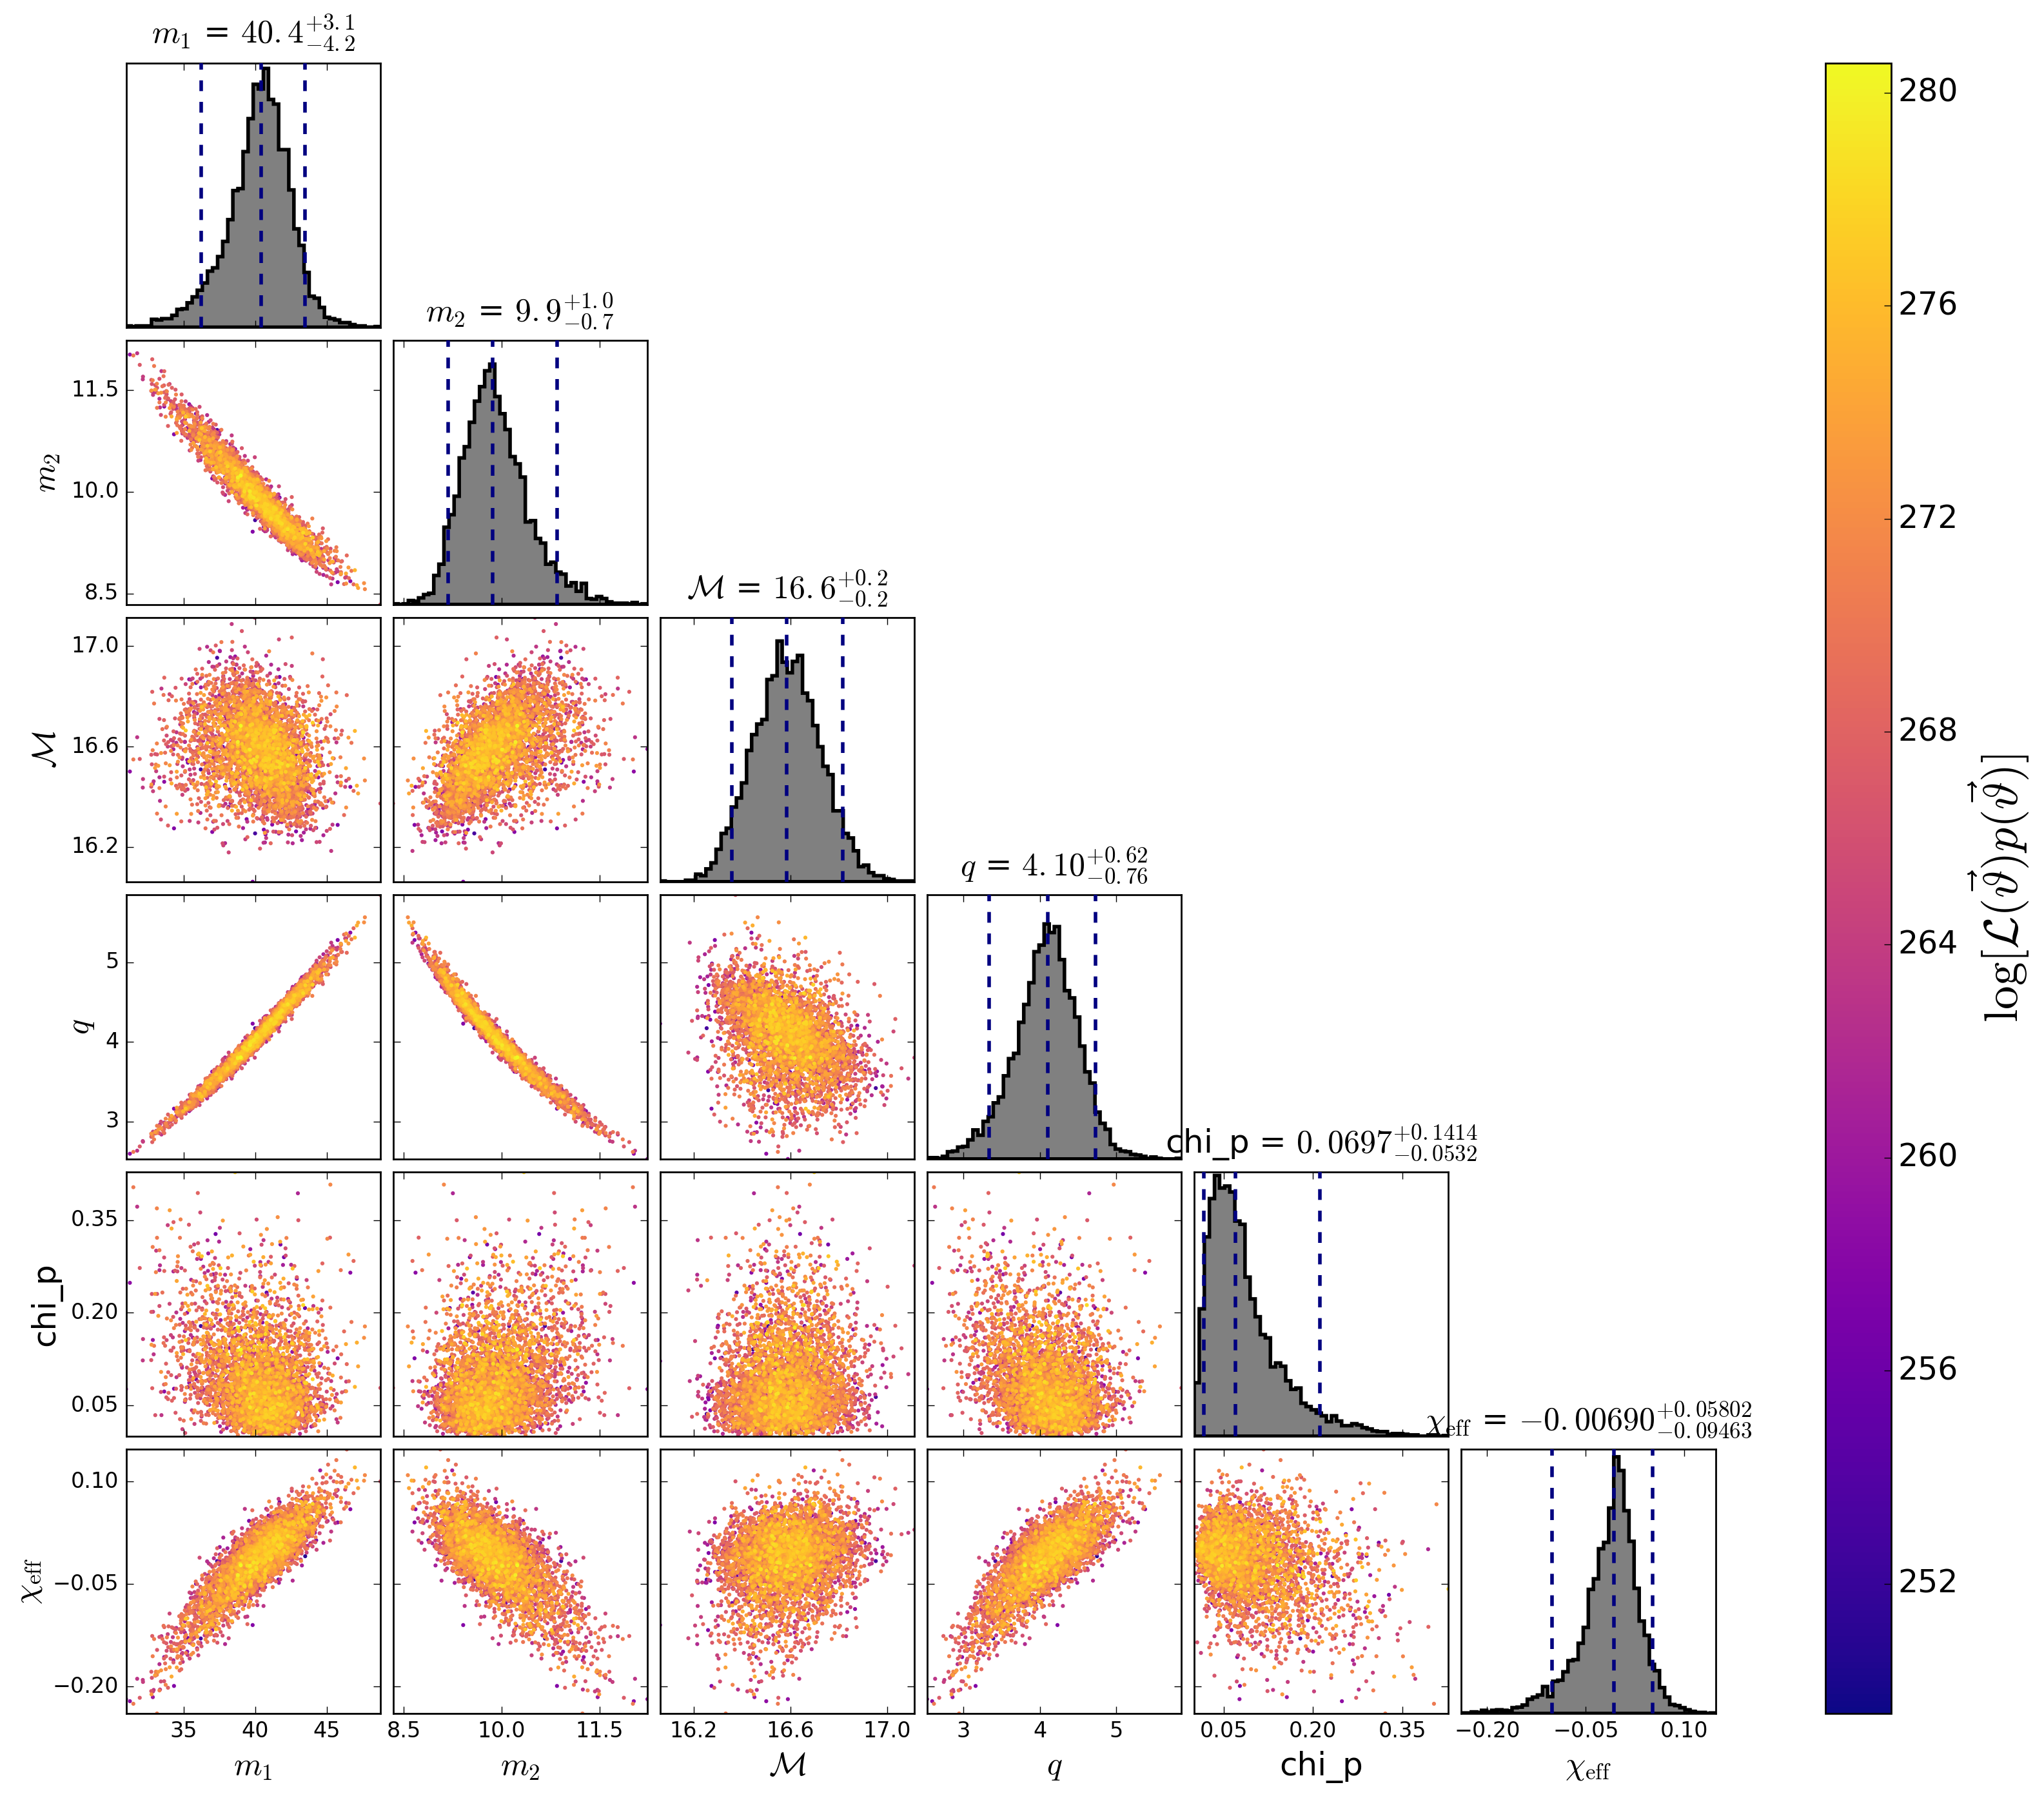 m₁ = 40.4 +3.1 −4.2
280
m₂ = 9.9 +1.0 −0.7
276
m₂
11.5
10.0
8.5
272
ℳ = 16.6 +0.2 −0.2
ℳ
17.0
16.6
16.2
268
q = 4.10 +0.62 −0.76
q
5
4
3
264
log[ℒ(ϑ⃗)p(ϑ⃗)]
chi_p = 0.0697 +0.1414 −0.0532
chi_p
0.35
0.20
0.05
260
256
χeff = −0.00690 +0.05802 −0.09463
χeff
0.10
−0.05
−0.20
252
35 40 45 8.5 10.0 11.5 16.2 16.6 17.0 3 4 5 0.05 0.20 0.35 −0.20 −0.05 0.10
m₁ m₂ ℳ q chi_p χeff